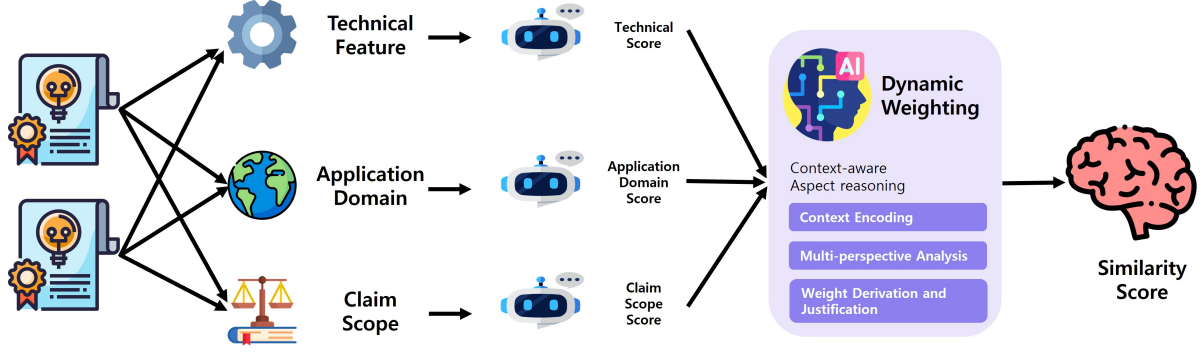 Technical
Feature
Technical
Score
Application
Domain
Application
Domain
Score
Claim
Scope
Claim
Scope
Score
AI
Dynamic
Weighting
Context-aware
Aspect reasoning
Context Encoding
Multi-perspective Analysis
Weight Derivation and
Justification
Similarity
Score